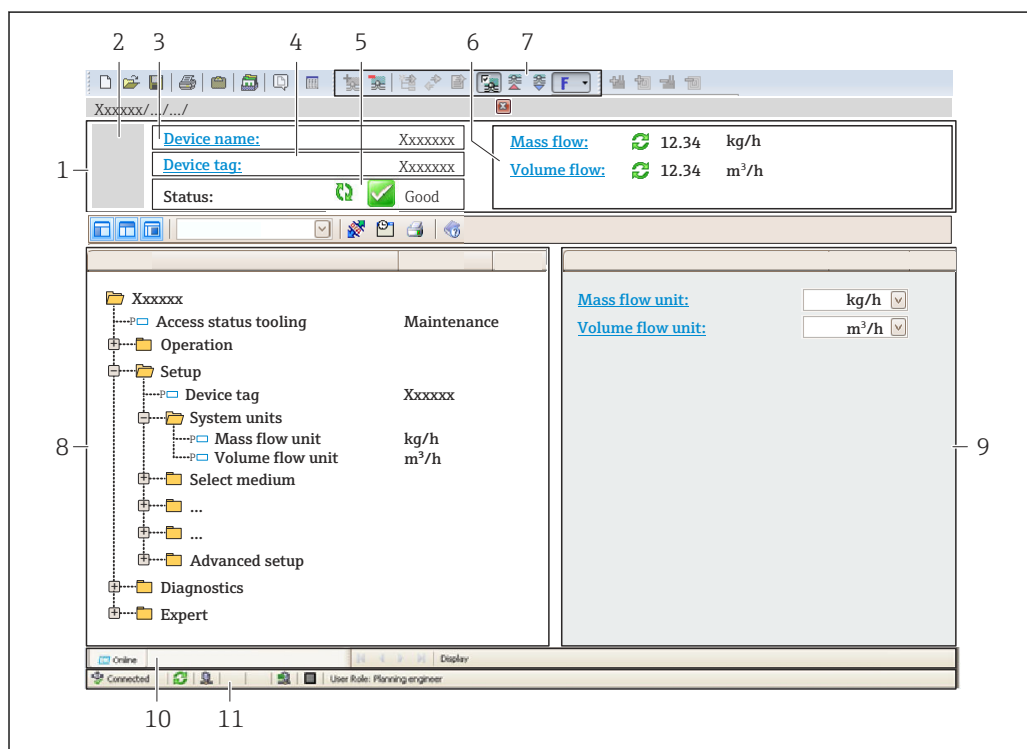 2 3 4 5 6 7
F
Xxxxxx/.../.../
1
Device name: Xxxxxxx
Device tag: Xxxxxxx
Status: Good
Mass flow: 12.34 kg/h
Volume flow: 12.34 m³/h
Xxxxxx
P Access status tooling Maintenance
Operation
Setup
P Device tag Xxxxxx
System units
P Mass flow unit kg/h
P Volume flow unit m³/h
Select medium
...
...
Advanced setup
Diagnostics
Expert
8
Mass flow unit: kg/h
Volume flow unit: m³/h
9
Online Display
Connected User Role: Planning engineer
10 11